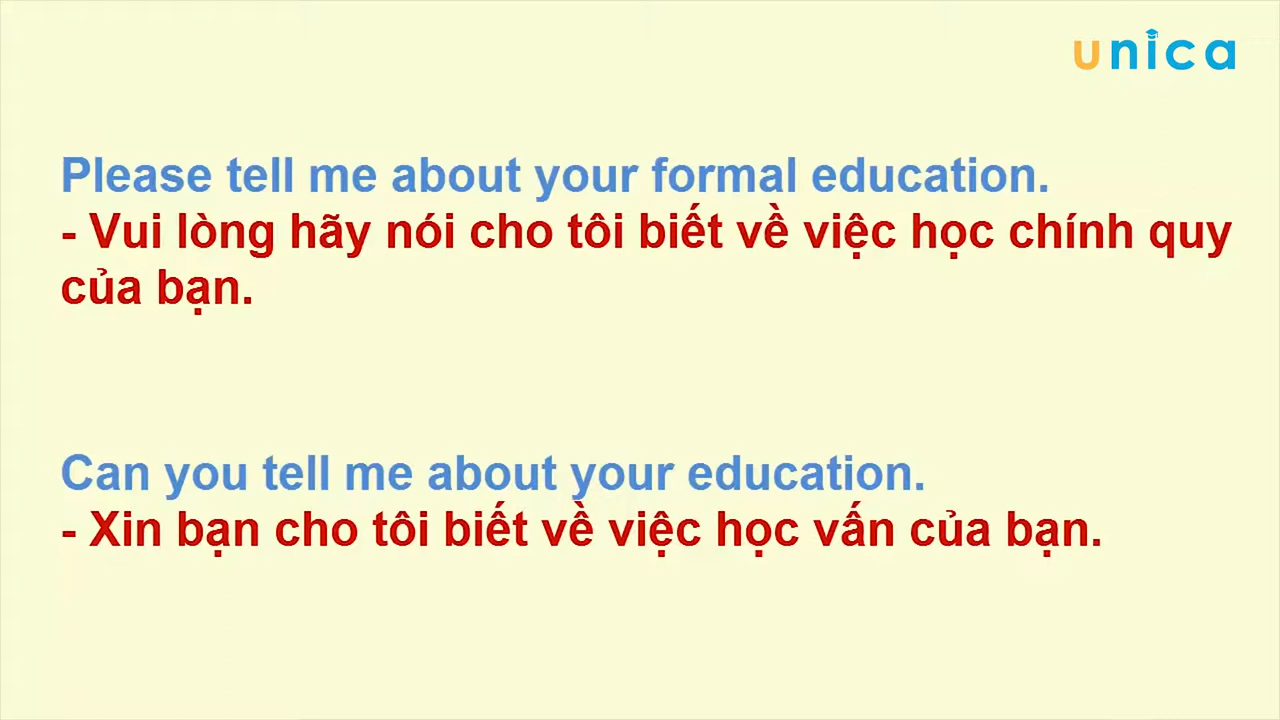 unica
Please tell me about your formal education.
- Vui lòng hãy nói cho tôi biết về việc học chính quy
của bạn.
Can you tell me about your education.
- Xin bạn cho tôi biết về việc học vấn của bạn.